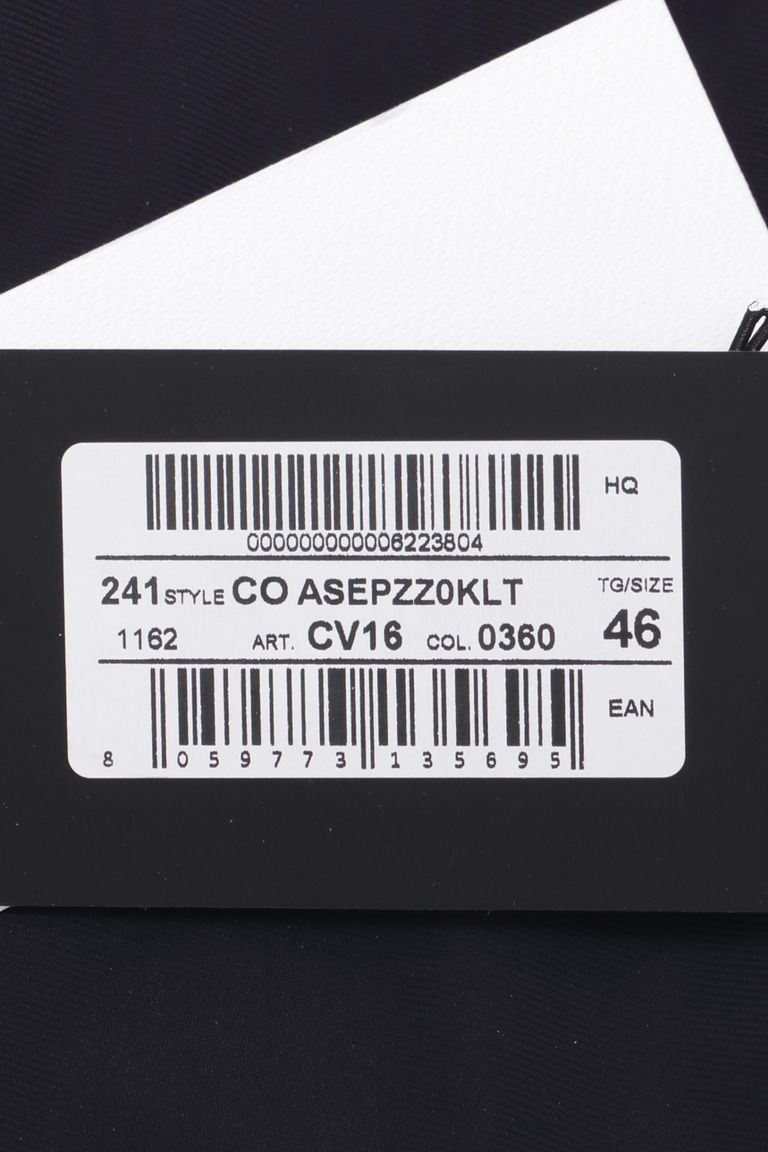 HQ
000000000006223804
241 STYLE CO ASEPZZ0KLT TG/SIZE
1162 ART. CV16 COL. 0360 46
EAN
8 059773 135695